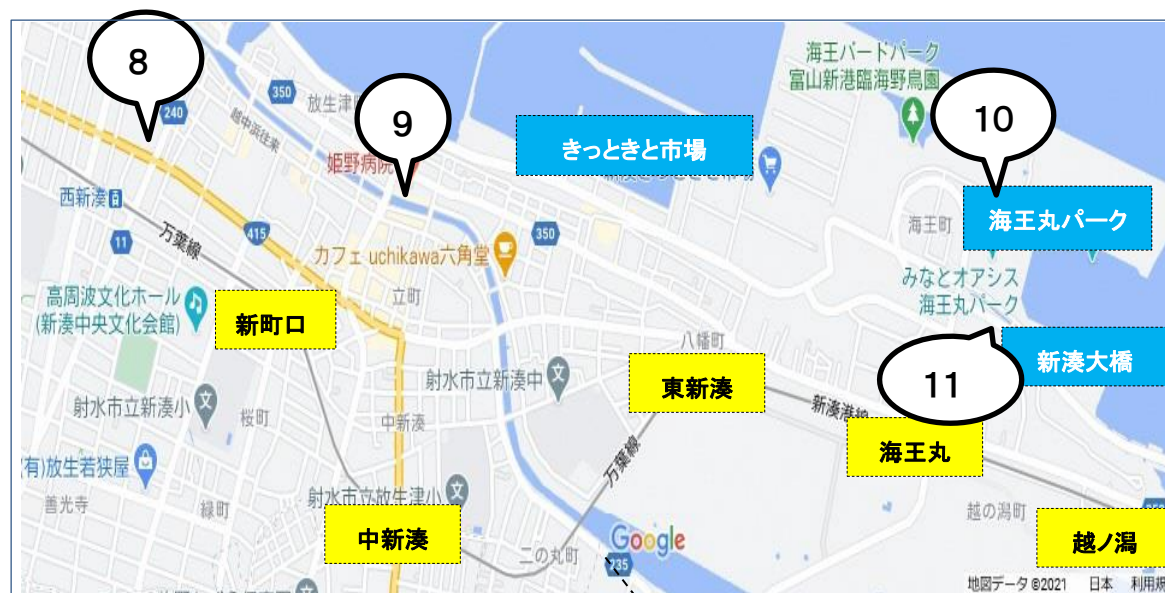 8
240
350
放生津町
越中浜往来
9
姫野病院
きっときと市場
海王バードパーク
富山新港臨海野鳥園
10
海王丸パーク
海王町
西新湊
11
万葉線
415
350
カフェ uchikawa六角堂
立町
みなとオアシス
海王丸パーク
高周波文化ホール
(新湊中央文化会館)
新町口
八幡町
新湊大橋
11
東新湊
射水市立新湊中
新湊港線
射水市立新湊小
桜町
中新湊
海王丸
万葉線
(有)放生若狭屋
善光寺
緑町
射水市立放生津小
中新湊
二の丸町
Google
235
越の潟町
越ノ潟
地図データ ©2021
日本
利用規